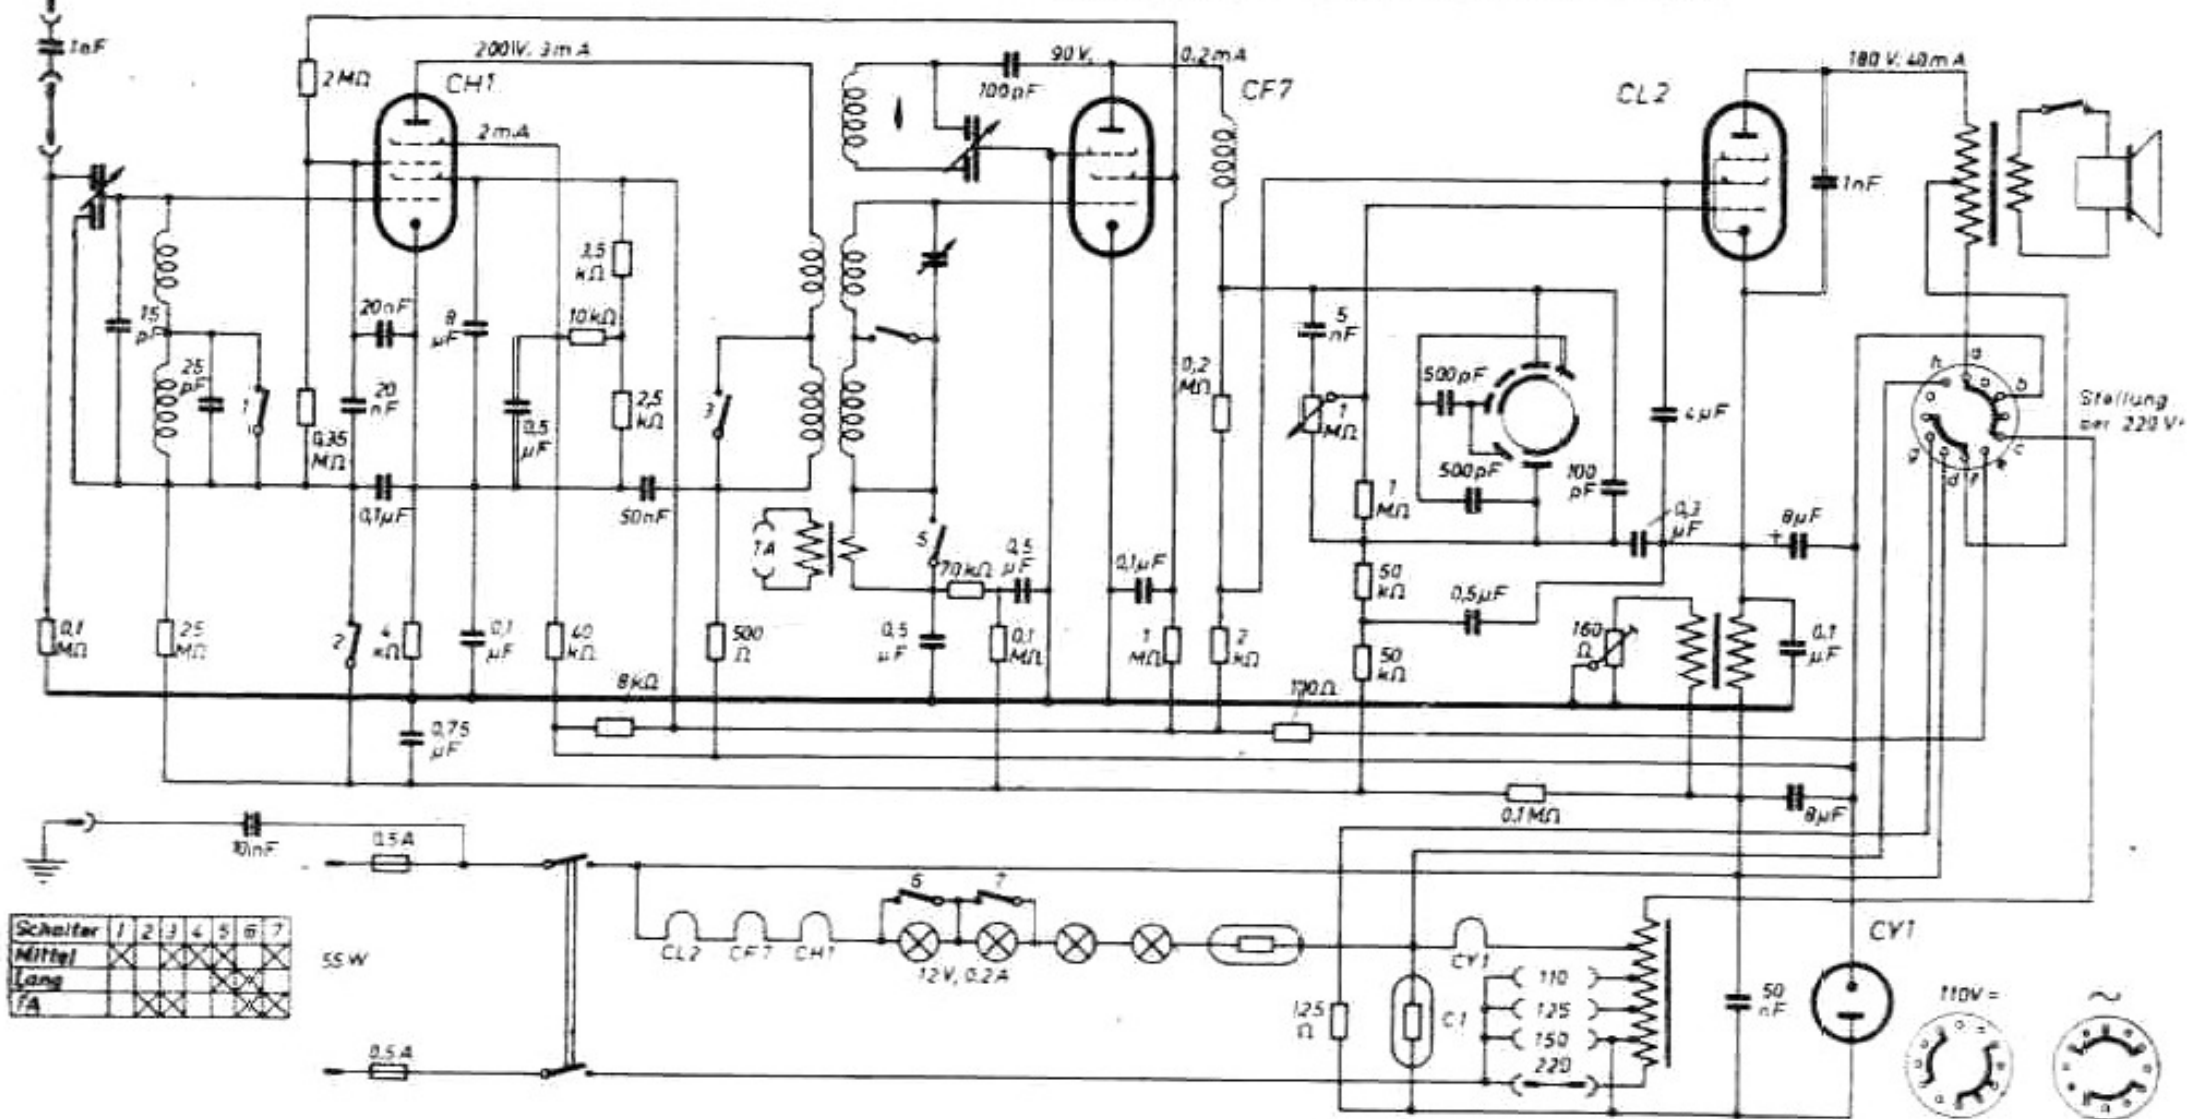 1nF
2MΩ
200V, 3mA
CH1
2mA
100pF
90V,
0,2mA
CF7
CL2
180 V, 40mA
1nF
15 pF
25 pF
1
0,35 MΩ
20nF
20 nF
0,1µF
8 µF
10kΩ
0,5 µF
2,5 kΩ
50nF
3
TA
5
70kΩ
0,5 µF
0,1µF
0,2 MΩ
5 nF
1 MΩ
1 MΩ
500pF
500pF
100 pF
4µF
0,3 µF
8µF
h
a
b
c
e
f
d
g
Stellung
0,1 MΩ
25 MΩ
2
4 kΩ
0,1 µF
40 kΩ
500 Ω
0,5 µF
0,1 MΩ
1 MΩ
2 kΩ
50 kΩ
50 kΩ
0,5µF
160 Ω
0,1 µF
8kΩ
100Ω
0,75 µF
0.1MΩ
8µF
10nF
0,5A
Schalter 1 2 3 4 5 6 7
Mittel
Lang
TA
55W
0,5A
CL2
CF7
CH1
6
7
12V, 0.2A
125 Ω
C1
CY1
110
125
150
220
50 nF
CY1
110V =
~